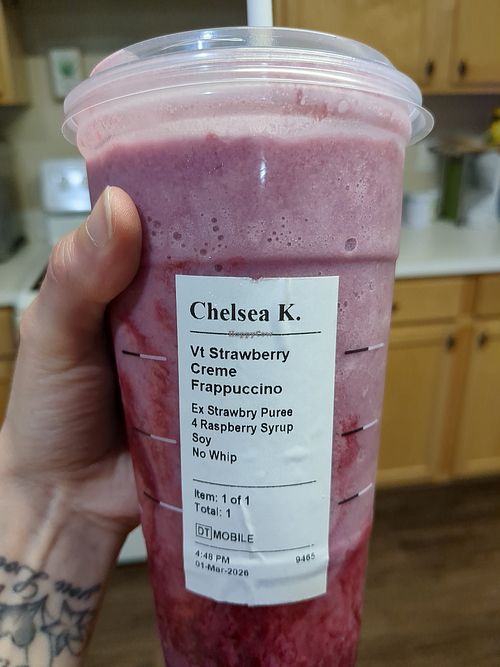 Chelsea K.
HappyCow
Vt Strawberry
Creme
Frappuccino
Ex Strawbry Puree
4 Raspberry Syrup
Soy
No Whip
Item: 1 of 1
Total: 1
DT MOBILE
4:48 PM 9465
01-Mar-2026